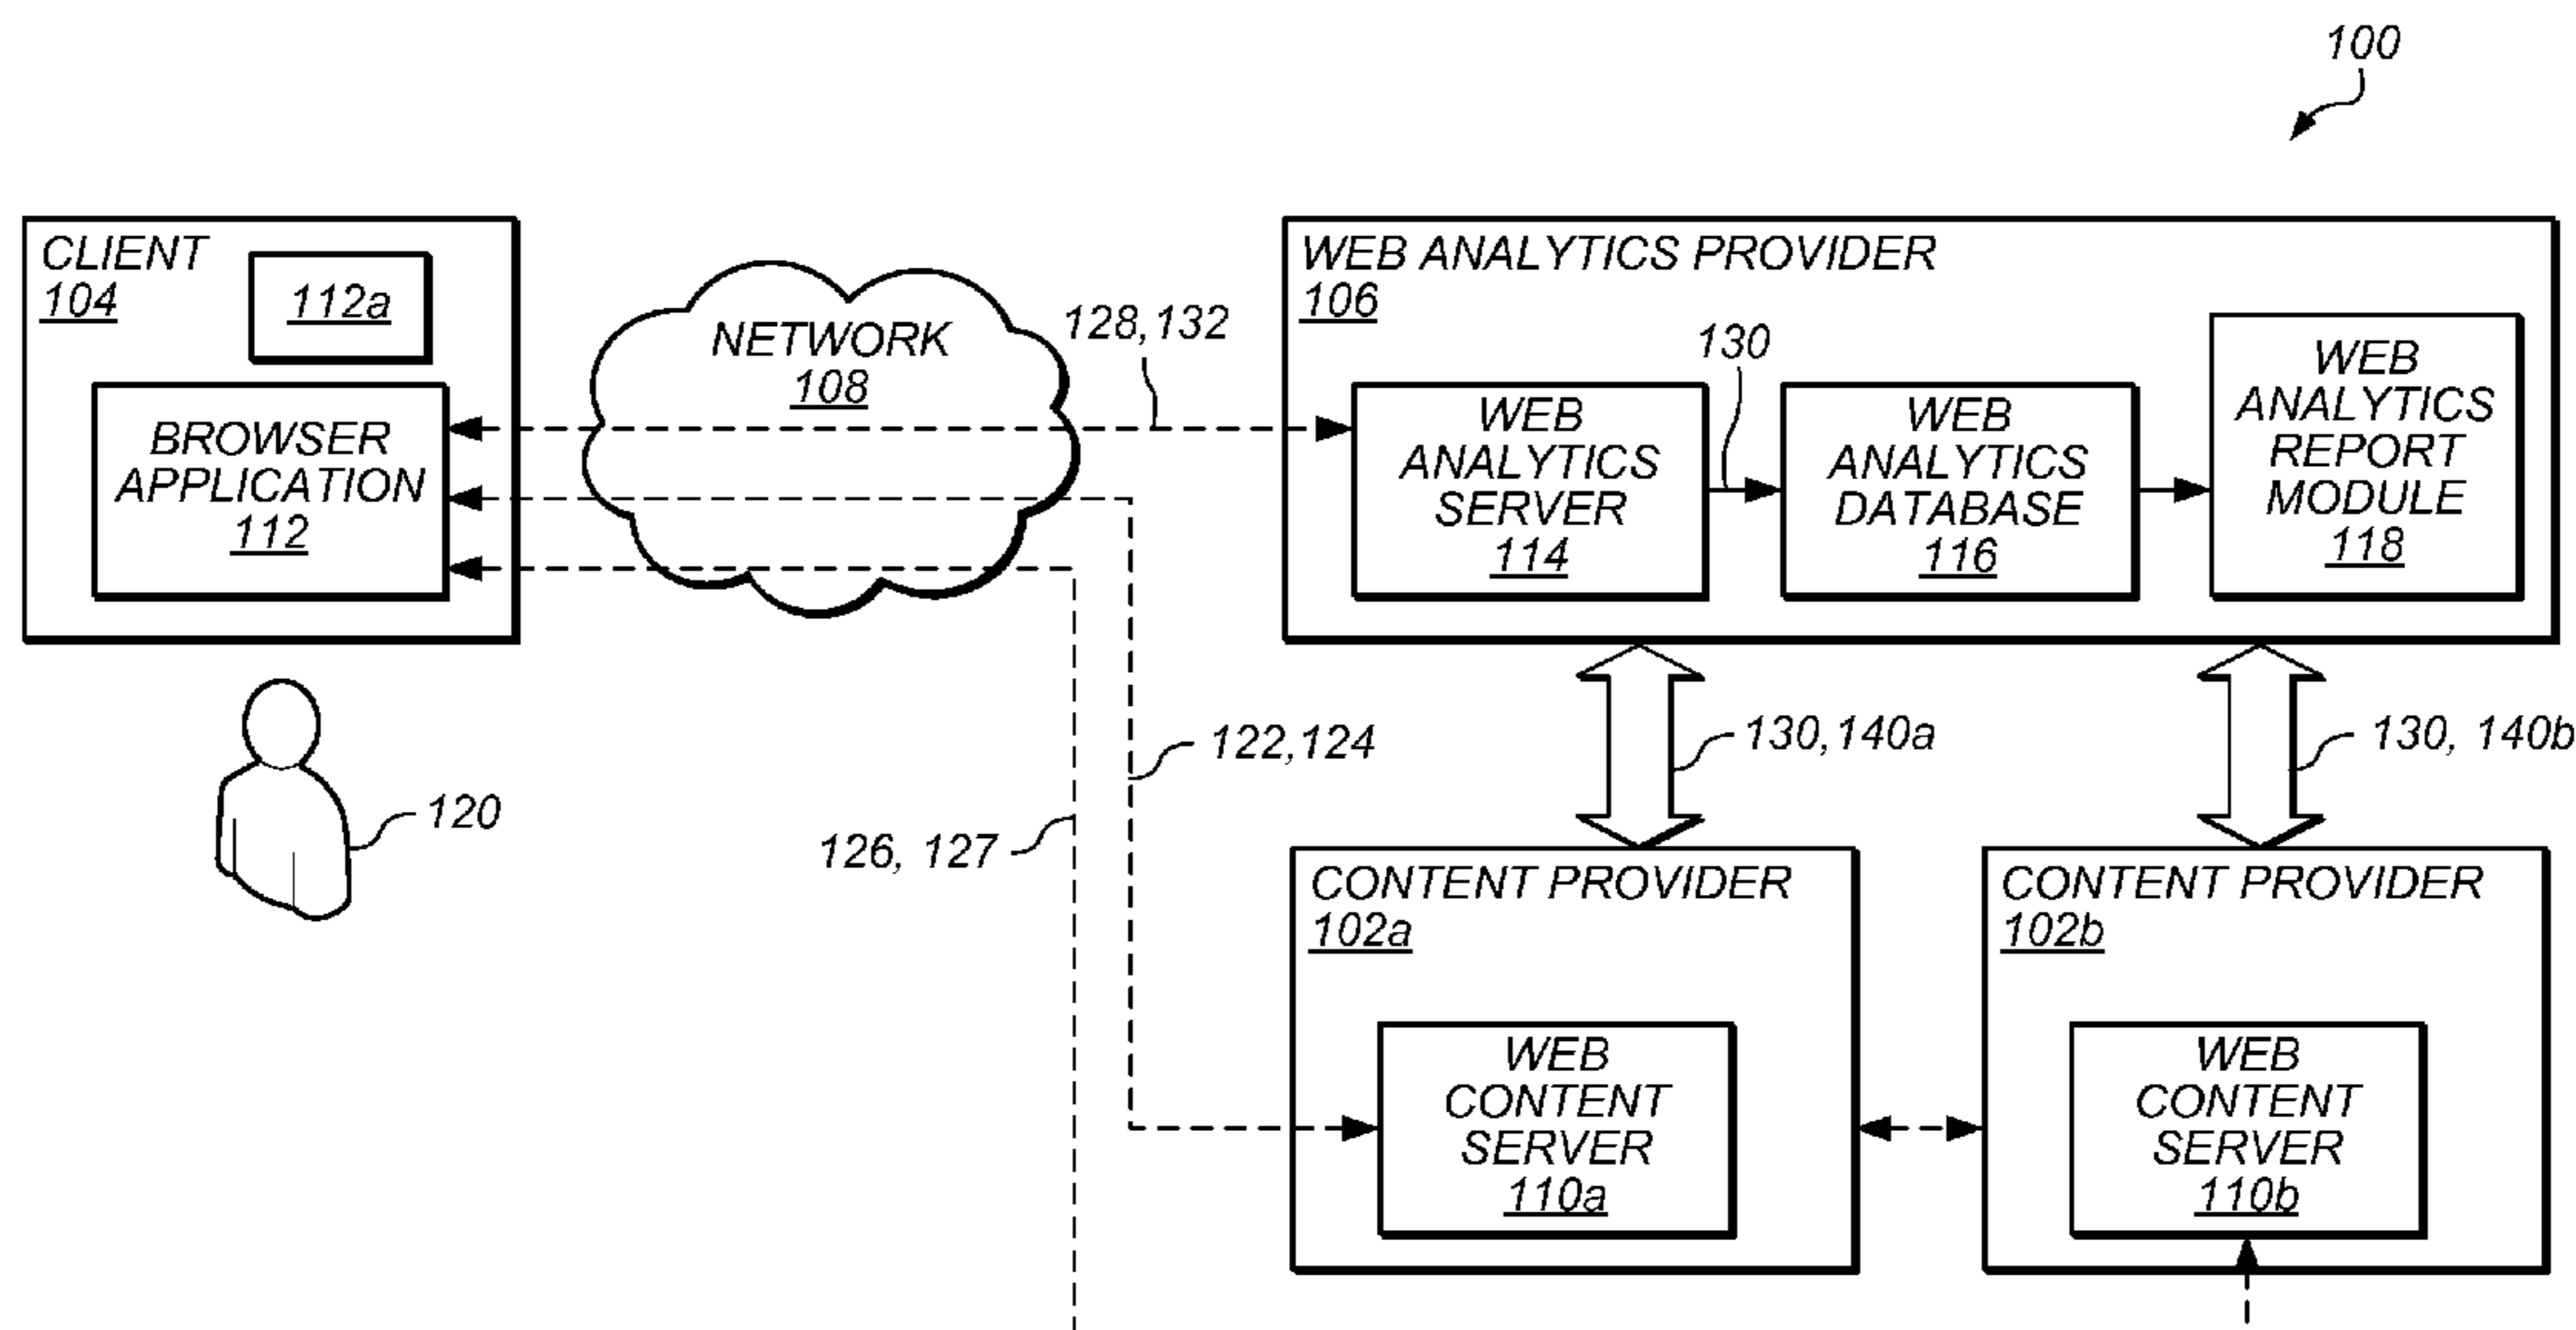 100
CLIENT
104
112a
BROWSER
APPLICATION
112
NETWORK
108
128,132
WEB ANALYTICS PROVIDER
106
WEB
ANALYTICS
SERVER
114
130
WEB
ANALYTICS
DATABASE
116
WEB
ANALYTICS
REPORT
MODULE
118
120
122,124
126, 127
130,140a
130, 140b
CONTENT PROVIDER
102a
WEB
CONTENT
SERVER
110a
CONTENT PROVIDER
102b
WEB
CONTENT
SERVER
110b